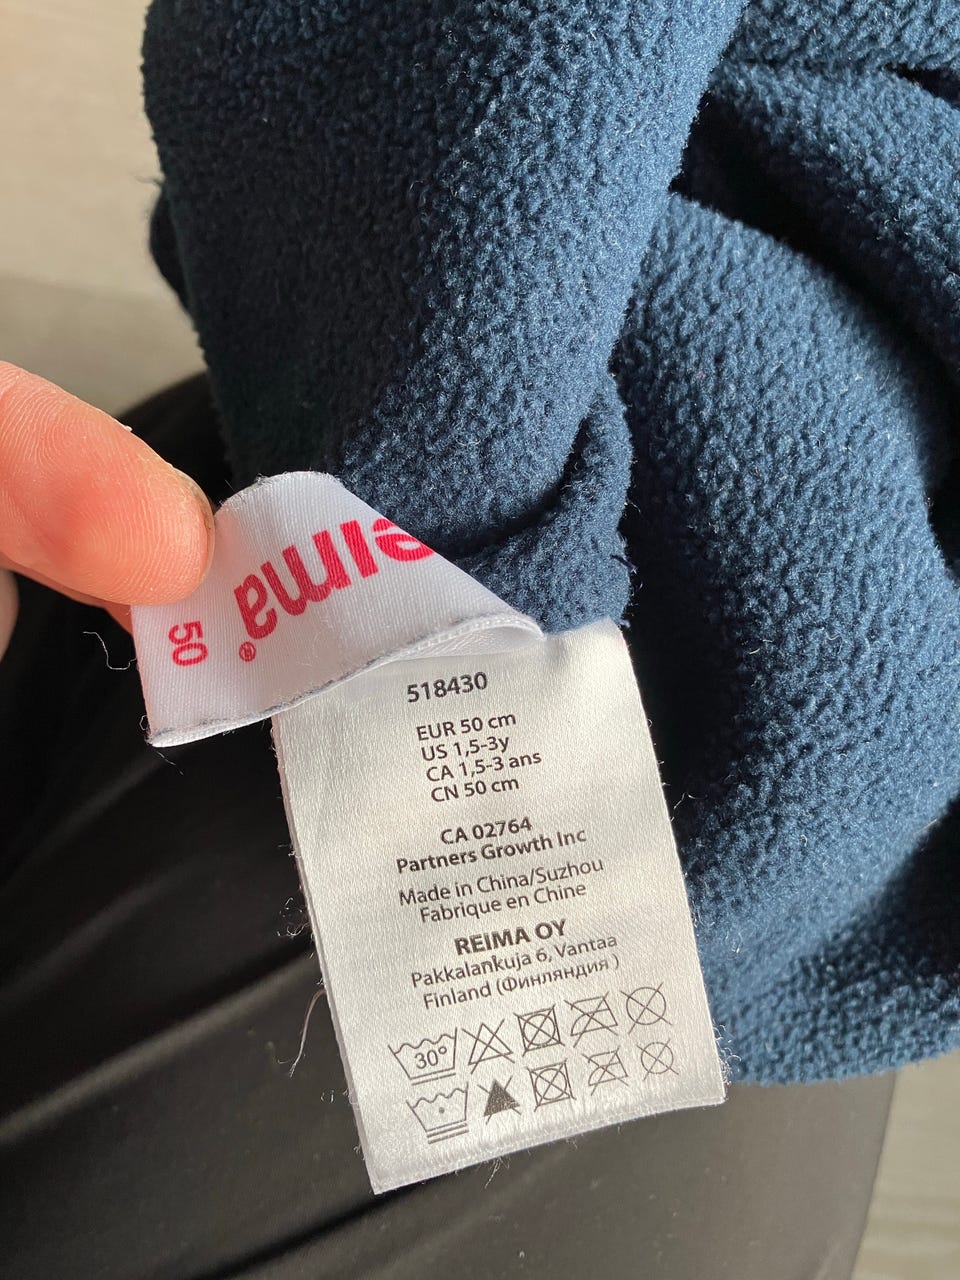 eima®
50
518430
EUR 50 cm
US 1,5-3y
CA 1,5-3 ans
CN 50 cm
CA 02764
Partners Growth Inc
Made in China/Suzhou
Fabrique en Chine
REIMA OY
Pakkalankuja 6, Vantaa
Finland (Финляндия )
30°